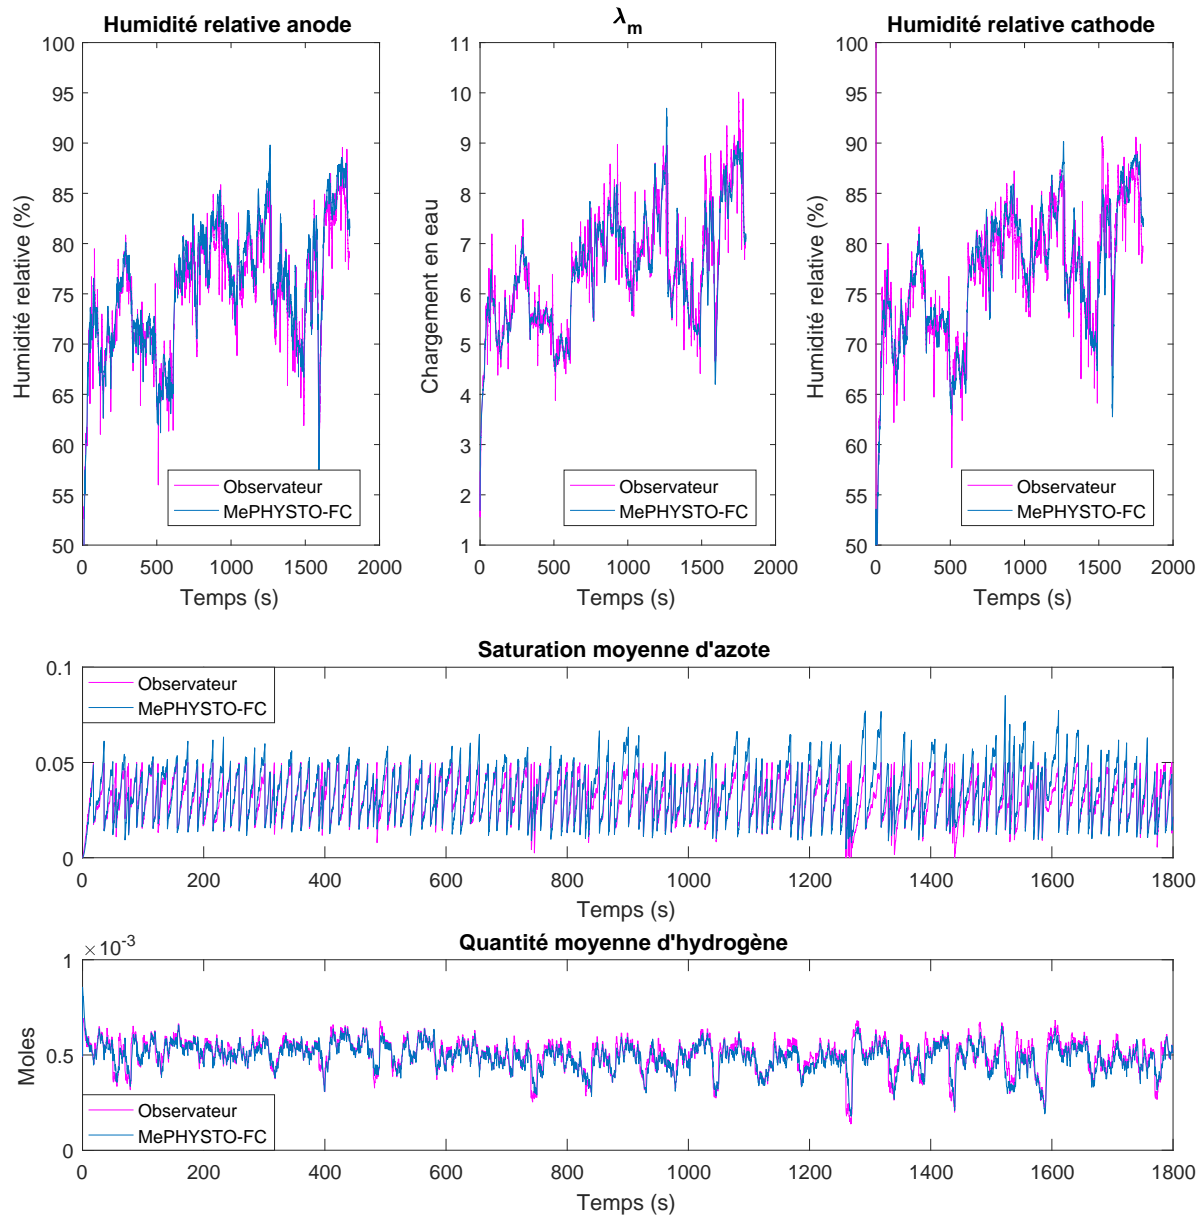 Humidité relative anode
100
95
90
85
80
75
70
65
60
55
50
Humidité relative (%)
Observateur
MePHYSTO-FC
0 500 1000 1500 2000
Temps (s)
λm
11
10
9
8
7
6
5
4
3
2
1
Chargement en eau
Observateur
MePHYSTO-FC
0 500 1000 1500 2000
Temps (s)
Humidité relative cathode
100
95
90
85
80
75
70
65
60
55
50
Humidité relative (%)
Observateur
MePHYSTO-FC
0 500 1000 1500 2000
Temps (s)
Saturation moyenne d'azote
0.1
0.05
0
Observateur
MePHYSTO-FC
0 200 400 600 800 1000 1200 1400 1600 1800
Temps (s)
Quantité moyenne d'hydrogène
×10-3
1
0.5
0
Moles
Observateur
MePHYSTO-FC
0 200 400 600 800 1000 1200 1400 1600 1800
Temps (s)